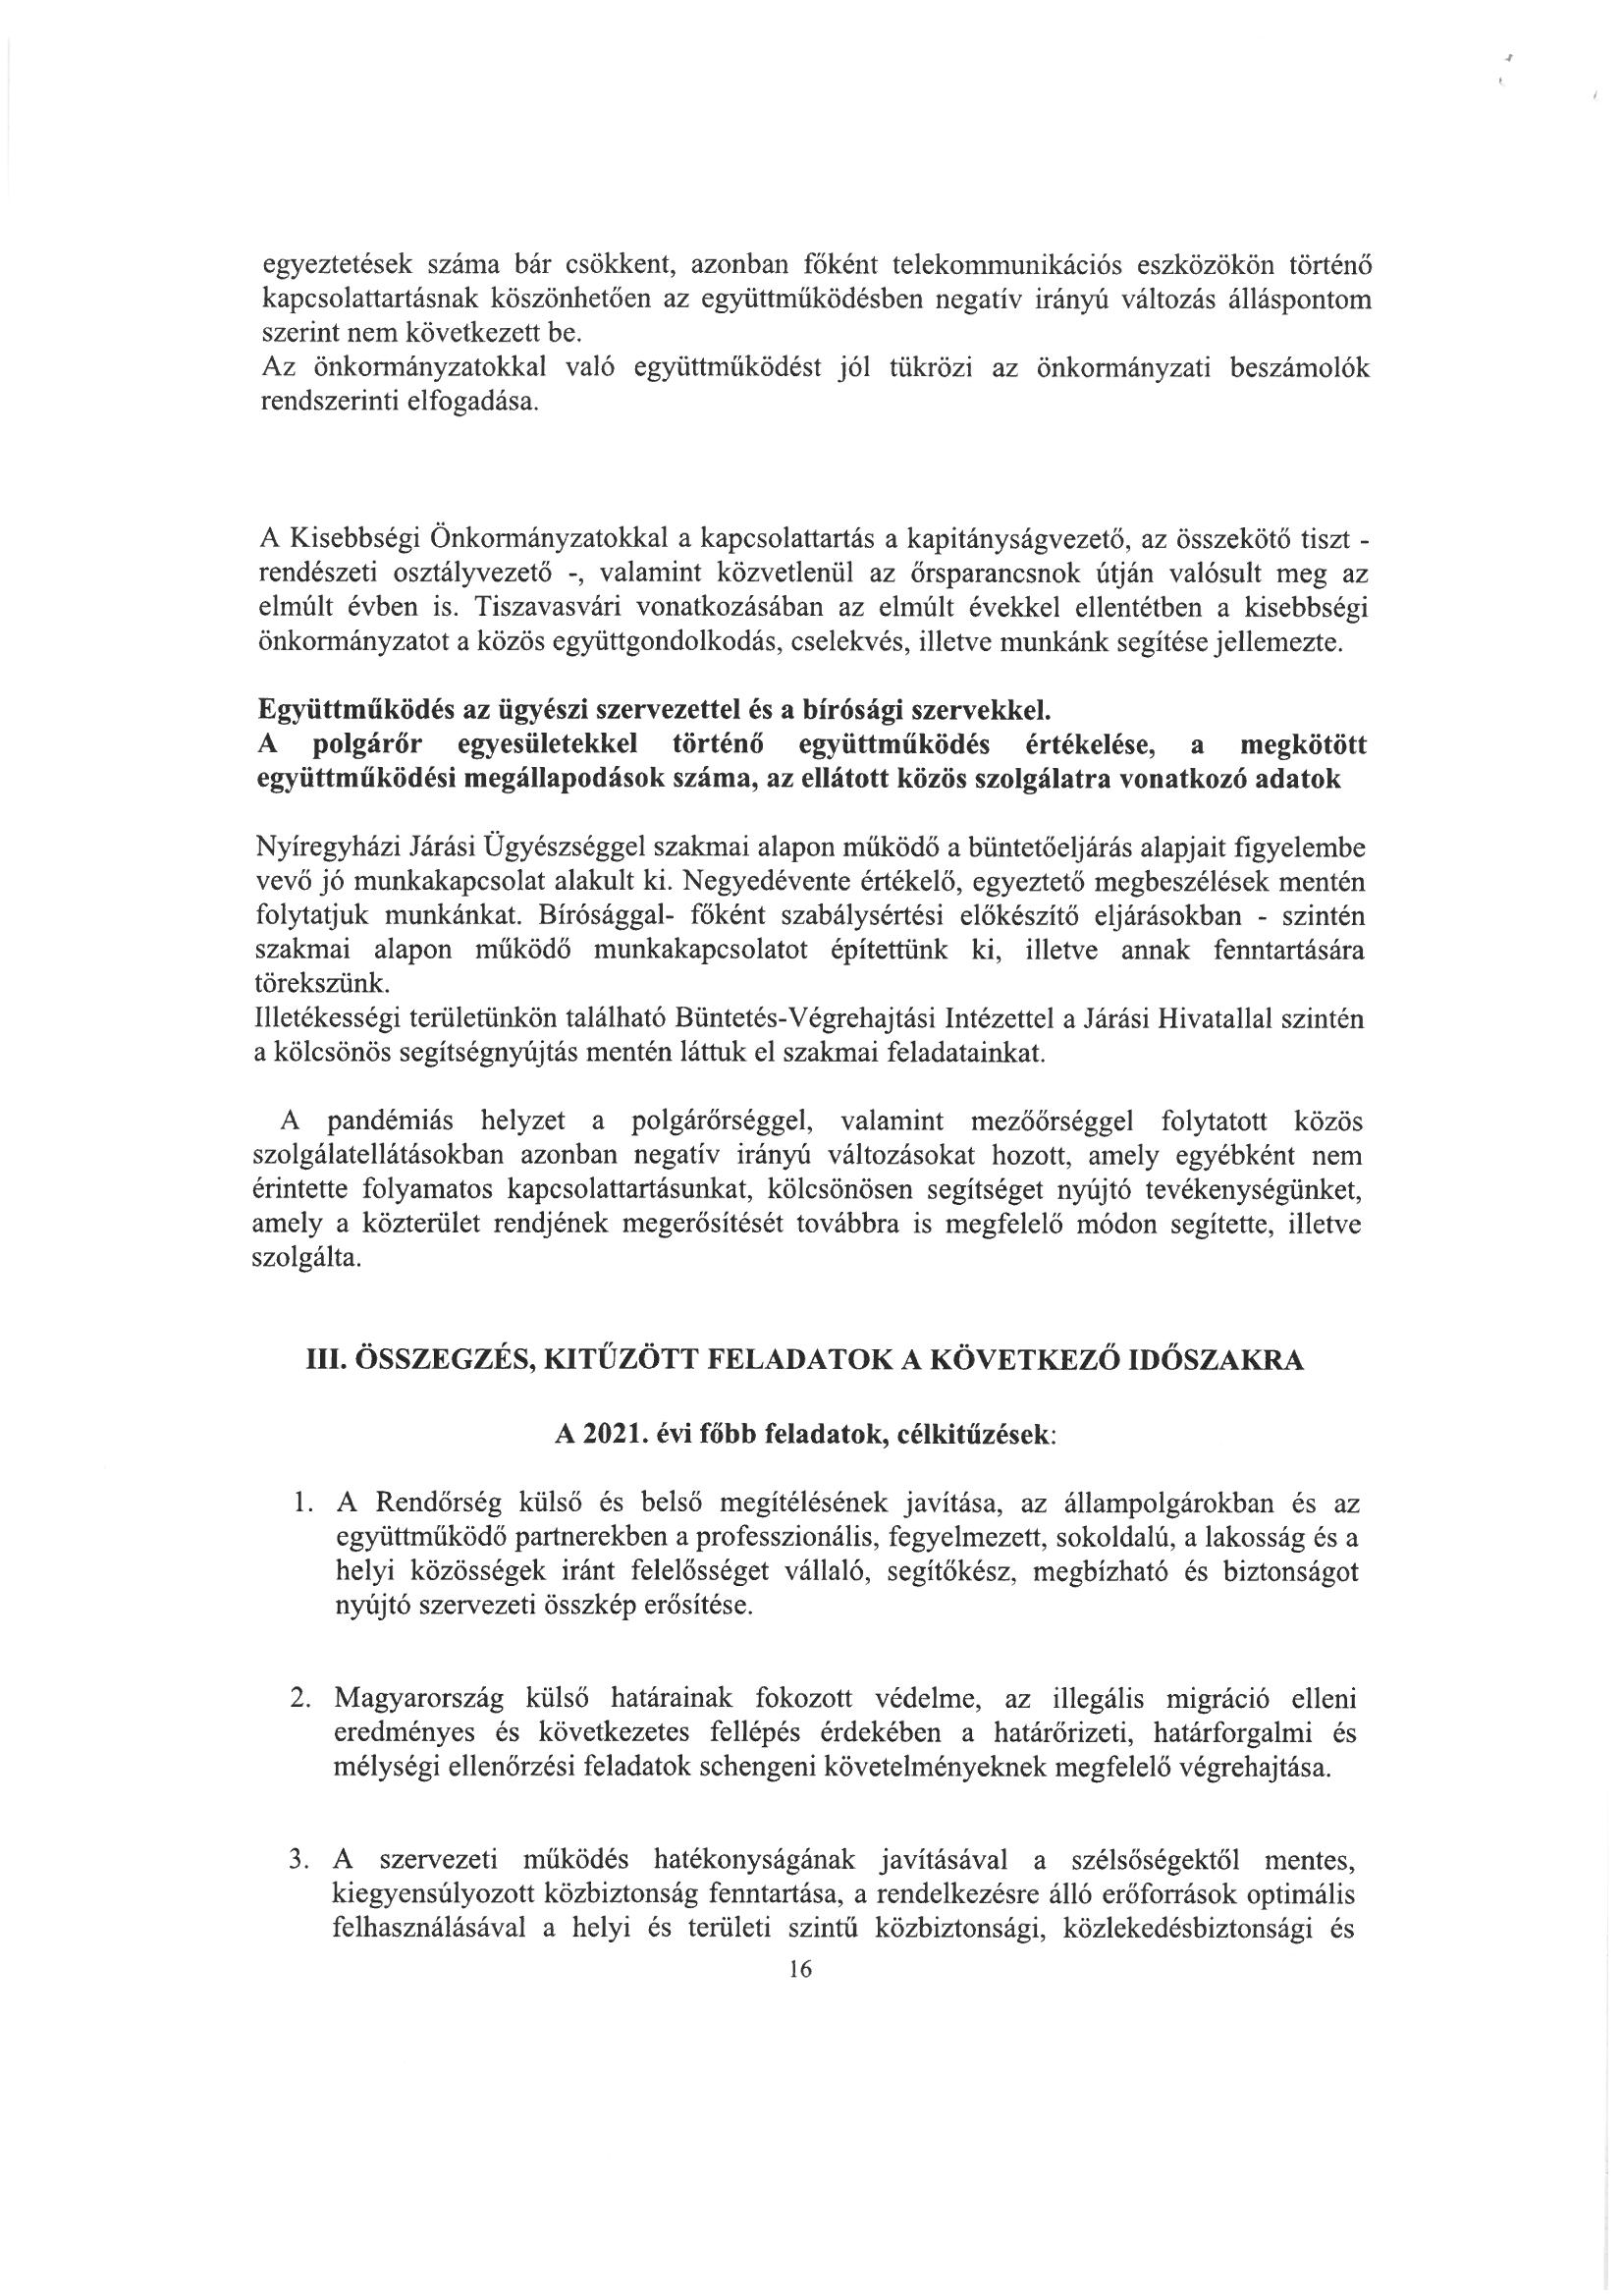 egyeztetések száma bár csökkent, azonban főként telekommunikációs eszközökön történő
kapcsolattartásnak köszönhetően az együttműködésben negatív irányú változás álláspontom
szerint nem következett be.
Az önkormányzatokkal való együttműködést jól tükrözi az önkormányzati beszámolók
rendszerinti elfogadása.
A Kisebbségi Önkormányzatokkal a kapcsolattartás a kapitányságvezető, az összekötő tiszt -
rendészeti osztályvezető -, valamint közvetlenül az őrsparancsnok útján valósult meg az
elmúlt évben is. Tiszavasvári vonatkozásában az elmúlt évekkel ellentétben a kisebbségi
önkormányzatot a közös együttgondolkodás, cselekvés, illetve munkánk segítése jellemezte.
Együttműködés az ügyészi szervezettel és a bírósági szervekkel.
A polgárőr egyesületekkel történő együttműködés értékelése, a megkötött
együttműködési megállapodások száma, az ellátott közös szolgálatra vonatkozó adatok
Nyíregyházi Járási Ügyészséggel szakmai alapon működő a büntetőeljárás alapjait figyelembe
vevő jó munkakapcsolat alakult ki. Negyedévente értékelő, egyeztető megbeszélések mentén
folytatjuk munkánkat. Bírósággal- főként szabálysértési előkészítő eljárásokban - szintén
szakmai alapon működő munkakapcsolatot építettünk ki, illetve annak fenntartására
törekszünk.
Illetékességi területünkön található Büntetés-Végrehajtási Intézettel a Járási Hivatallal szintén
a kölcsönös segítségnyújtás mentén láttuk el szakmai feladatainkat.
A pandémiás helyzet a polgárőrséggel, valamint mezőőrséggel folytatott közös
szolgálatellátásokban azonban negatív irányú változásokat hozott, amely egyébként nem
érintette folyamatos kapcsolattartásunkat, kölcsönösen segítséget nyújtó tevékenységünket,
amely a közterület rendjének megerősítését továbbra is megfelelő módon segítette, illetve
szolgálta.
III. ÖSSZEGZÉS, KITŰZÖTT FELADATOK A KÖVETKEZŐ IDŐSZAKRA
A 2021. évi főbb feladatok, célkitűzések:
1. A Rendőrség külső és belső megítélésének javítása, az állampolgárokban és az
együttműködő partnerekben a professzionális, fegyelmezett, sokoldalú, a lakosság és a
helyi közösségek iránt felelősséget vállaló, segítőkész, megbízható és biztonságot
nyújtó szervezeti összkép erősítése.
2. Magyarország külső határainak fokozott védelme, az illegális migráció elleni
eredményes és következetes fellépés érdekében a határőrizeti, határforgalmi és
mélységi ellenőrzési feladatok schengeni követelményeknek megfelelő végrehajtása.
3. A szervezeti működés hatékonyságának javításával a szélsőségektől mentes,
kiegyensúlyozott közbiztonság fenntartása, a rendelkezésre álló erőforrások optimális
felhasználásával a helyi és területi szintű közbiztonsági, közlekedésbiztonsági és
16